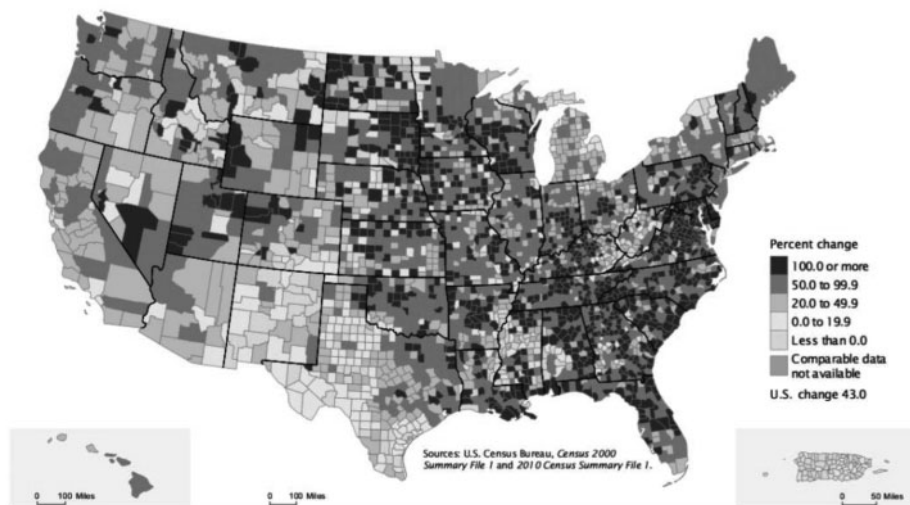 Percent change
100.0 or more
50.0 to 99.9
20.0 to 49.9
0.0 to 19.9
Less than 0.0
Comparable data
not available
U.S. change 43.0
Sources: U.S. Census Bureau, Census 2000
Summary File 1 and 2010 Census Summary File 1.
0 100 Miles
0 100 Miles
0 50 Miles